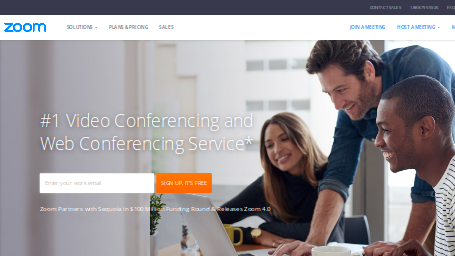 CONTACT SALES
zoom
SOLUTIONS
PLANS & PRICING
SALES
JOIN A MEETING
HOST A MEETING
#1 Video Conferencing and
Web Conferencing Service*
Enter your work email
SIGN UP, IT'S FREE
Zoom Partners with Sequoia in $100 Million Funding Round & Releases Zoom 4.0